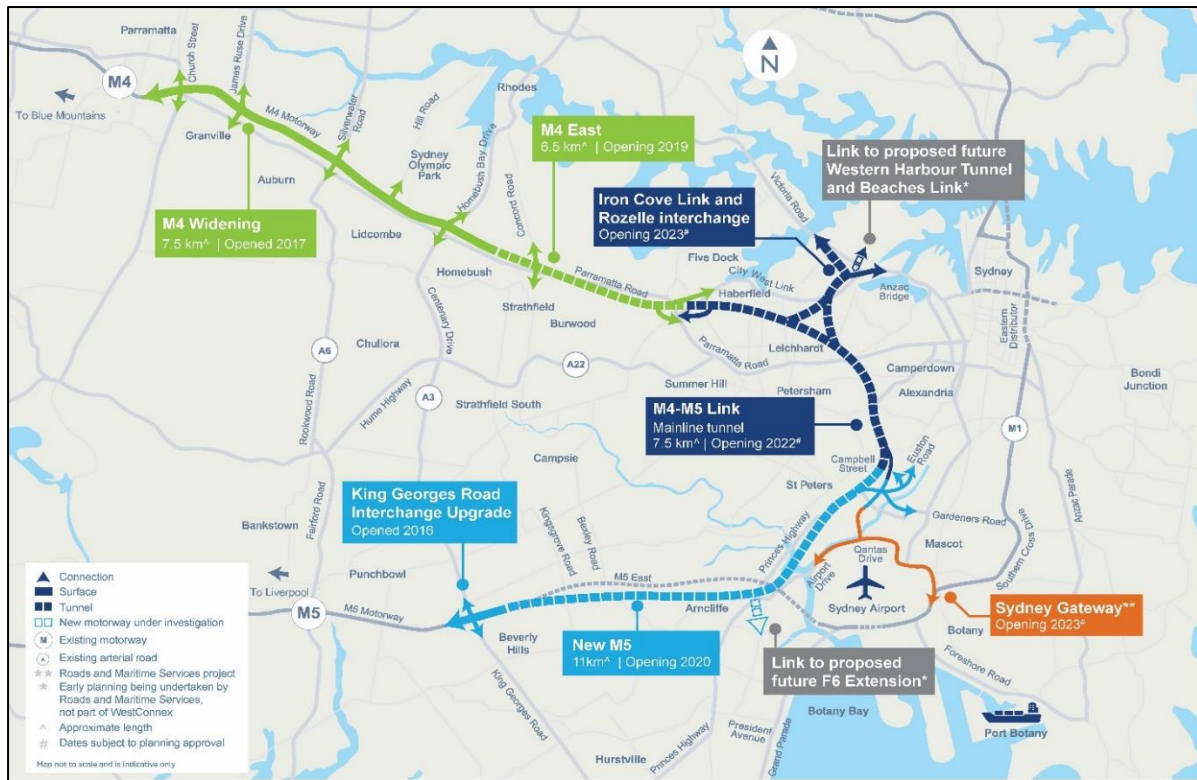 Parramatta
Church Street
James Ruse Drive
M4
To Blue Mountains
M4 Motorway
Granville
Silverwater Road
Hill Road
Rhodes
Sydney
Olympic
Park
Homebush Bay Drive
Auburn
Lidcombe
M4 Widening
7.5 km^ | Opened 2017
M4 East
6.5 km^ | Opening 2019
Concord Road
N
Link to proposed future
Western Harbour Tunnel
and Beaches Link*
Iron Cove Link and
Rozelle interchange
Opening 2023#
Victoria Road
Five Dock
City West Link
Parramatta Road
Haberfield
Anzac
Bridge
Sydney
Eastern
Distributor
Homebush
Strathfield
Burwood
Centenary Drive
Chullora
A6
A22
Leichhardt
Parramatta Road
Camperdown
Summer Hill
Petersham
Alexandria
Bondi
Junction
Rookwood Road
Hume Highway
A3
Strathfield South
M4-M5 Link
Mainline tunnel
7.5 km^ | Opening 2022#
M1
Campbell
Street
Euston
Road
Campsie
St Peters
Anzac Parade
King Georges Road
Interchange Upgrade
Opened 2016
Bankstown
Fairford Road
Kingsgrove Road
Bexley Road
Princes Highway
Gardeners Road
Mascot
Southern Cross Drive
Qantas
Drive
Airport
Drive
To Liverpool
M5
M5 Motorway
Punchbowl
M5 East
Arncliffe
Sydney Airport
Sydney Gateway**
Opening 2023#
Botany
Foreshore Road
Beverly
Hills
New M5
11km^ | Opening 2020
Link to proposed
future F6 Extension*
King Georges Road
Botany Bay
Port Botany
President
Avenue
Hurstville
Princes Highway
Grand Parade
Connection
Surface
Tunnel
New motorway under investigation
M Existing motorway
A Existing arterial road
** Roads and Maritime Services project
* Early planning being undertaken by
Roads and Maritime Services,
not part of WestConnex
^ Approximate length
# Dates subject to planning approval
Map not to scale and is indicative only